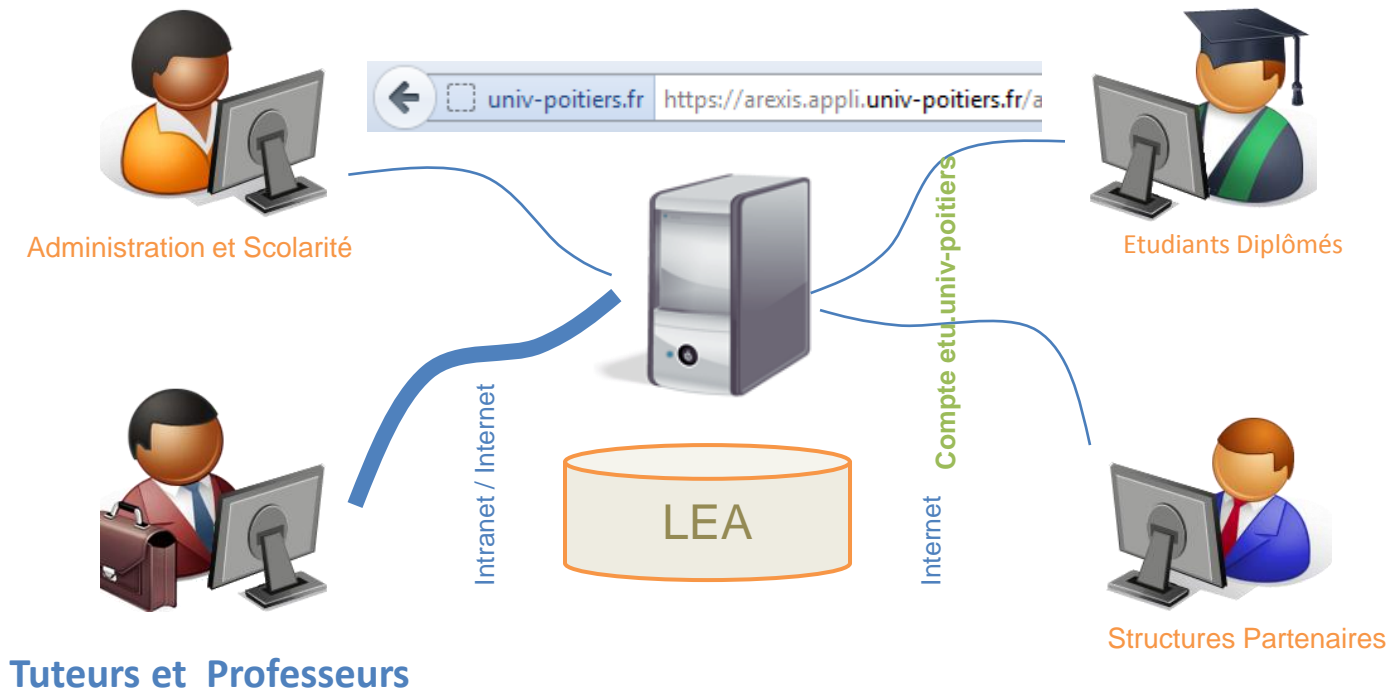 univ-poitiers.fr https://arexis.appli.univ-poitiers.fr/a
Administration et Scolarité
Etudiants Diplômés
Compte etu.univ-poitiers
Intranet / Internet
LEA
Internet
Structures Partenaires
Tuteurs et Professeurs